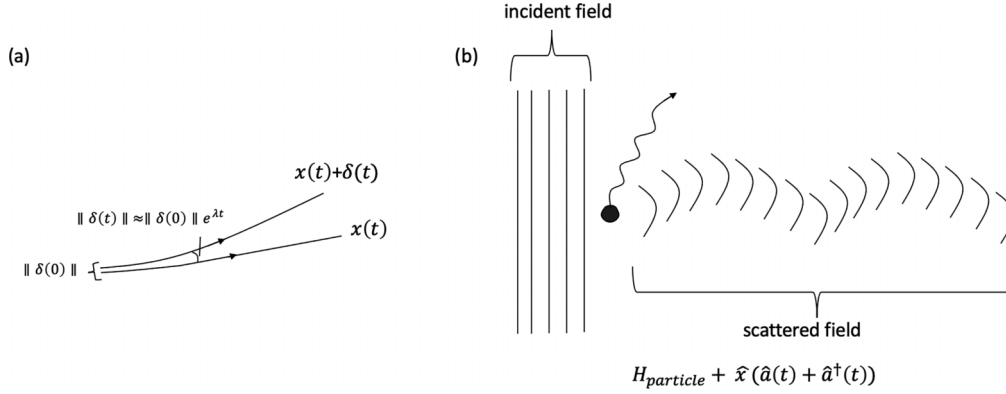 incident field
(a)
(b)
x(t)+δ(t)
∥ δ(t) ∥ ≈∥ δ(0) ∥ e^{λt}
x(t)
∥ δ(0) ∥
scattered field
H_{particle} + x̂ (â(t) + â†(t))